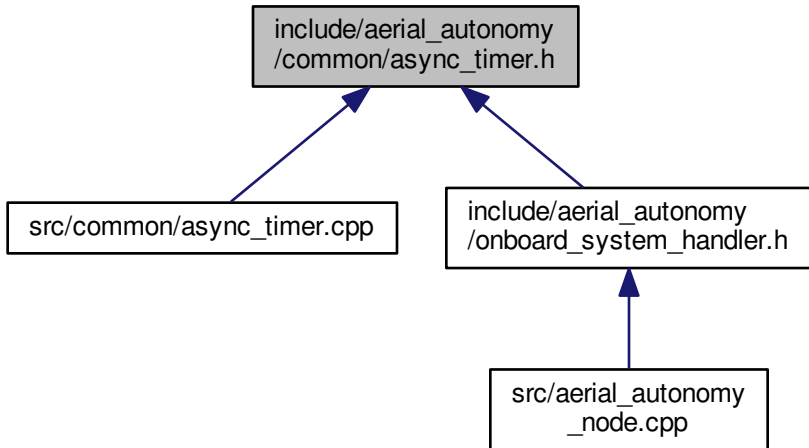 include/aerial_autonomy
/common/async_timer.h
src/common/async_timer.cpp
include/aerial_autonomy
/onboard_system_handler.h
src/aerial_autonomy
_node.cpp